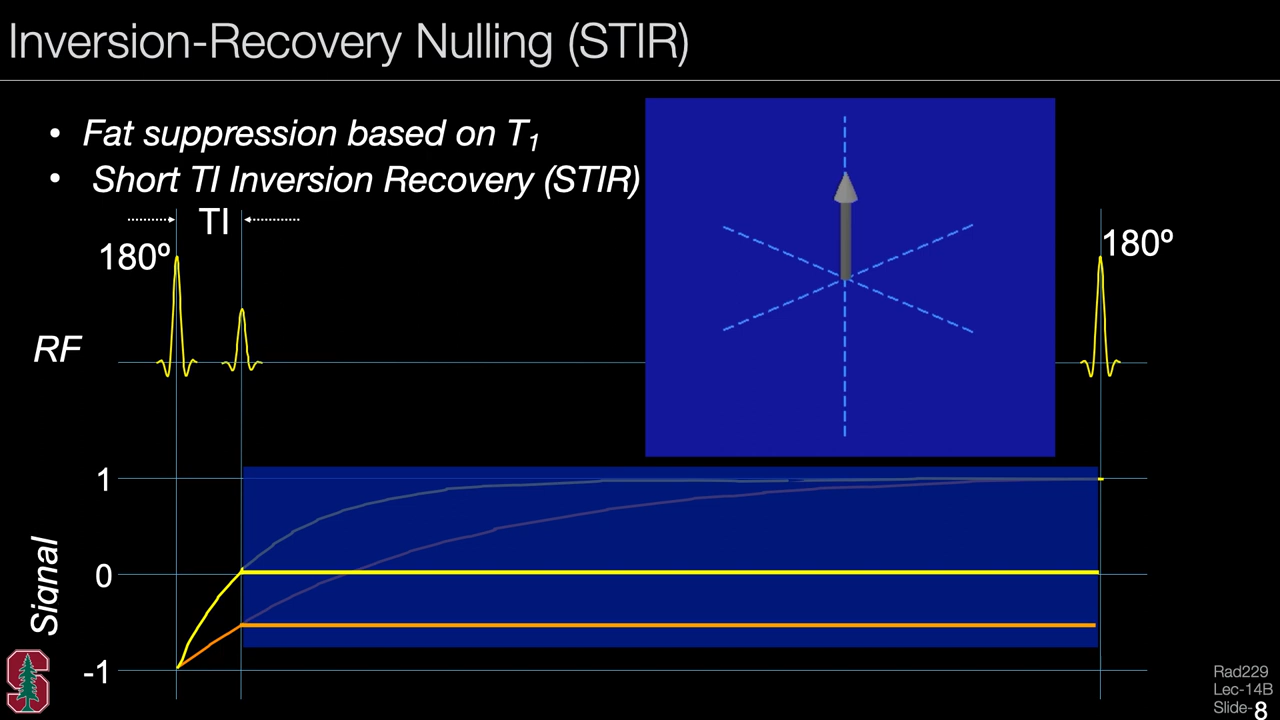 Inversion-Recovery Nulling (STIR)
• Fat suppression based on T₁
• Short TI Inversion Recovery (STIR)
TI
180º
180º
RF
1
0
-1
Signal
S
Rad229
Lec-14B
Slide-8